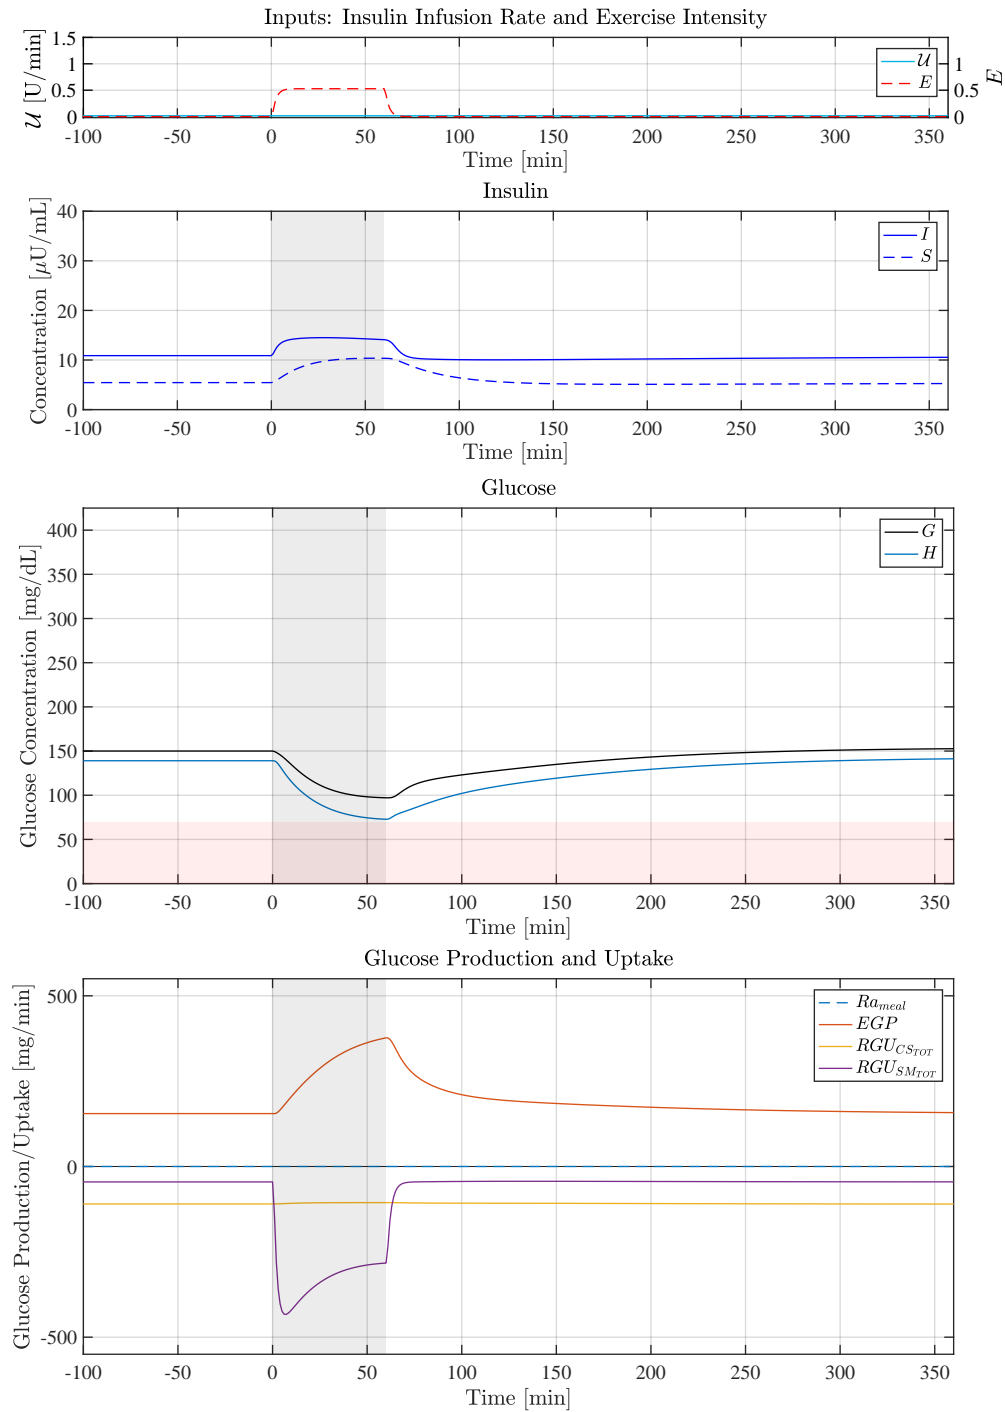 Inputs: Insulin Infusion Rate and Exercise Intensity
𝒰 [U/min]
1.5
1
0.5
0
1
0.5
0
E
𝒰
E
-100 -50 0 50 100 150 200 250 300 350
Time [min]
Insulin
Concentration [μU/mL]
40
30
20
10
0
I
S
-100 -50 0 50 100 150 200 250 300 350
Time [min]
Glucose
Glucose Concentration [mg/dL]
400
350
300
250
200
150
100
50
0
G
H
-100 -50 0 50 100 150 200 250 300 350
Time [min]
Glucose Production and Uptake
Glucose Production/Uptake [mg/min]
500
0
-500
Ra_meal
EGP
RGU_CS_TOT
RGU_SM_TOT
-100 -50 0 50 100 150 200 250 300 350
Time [min]